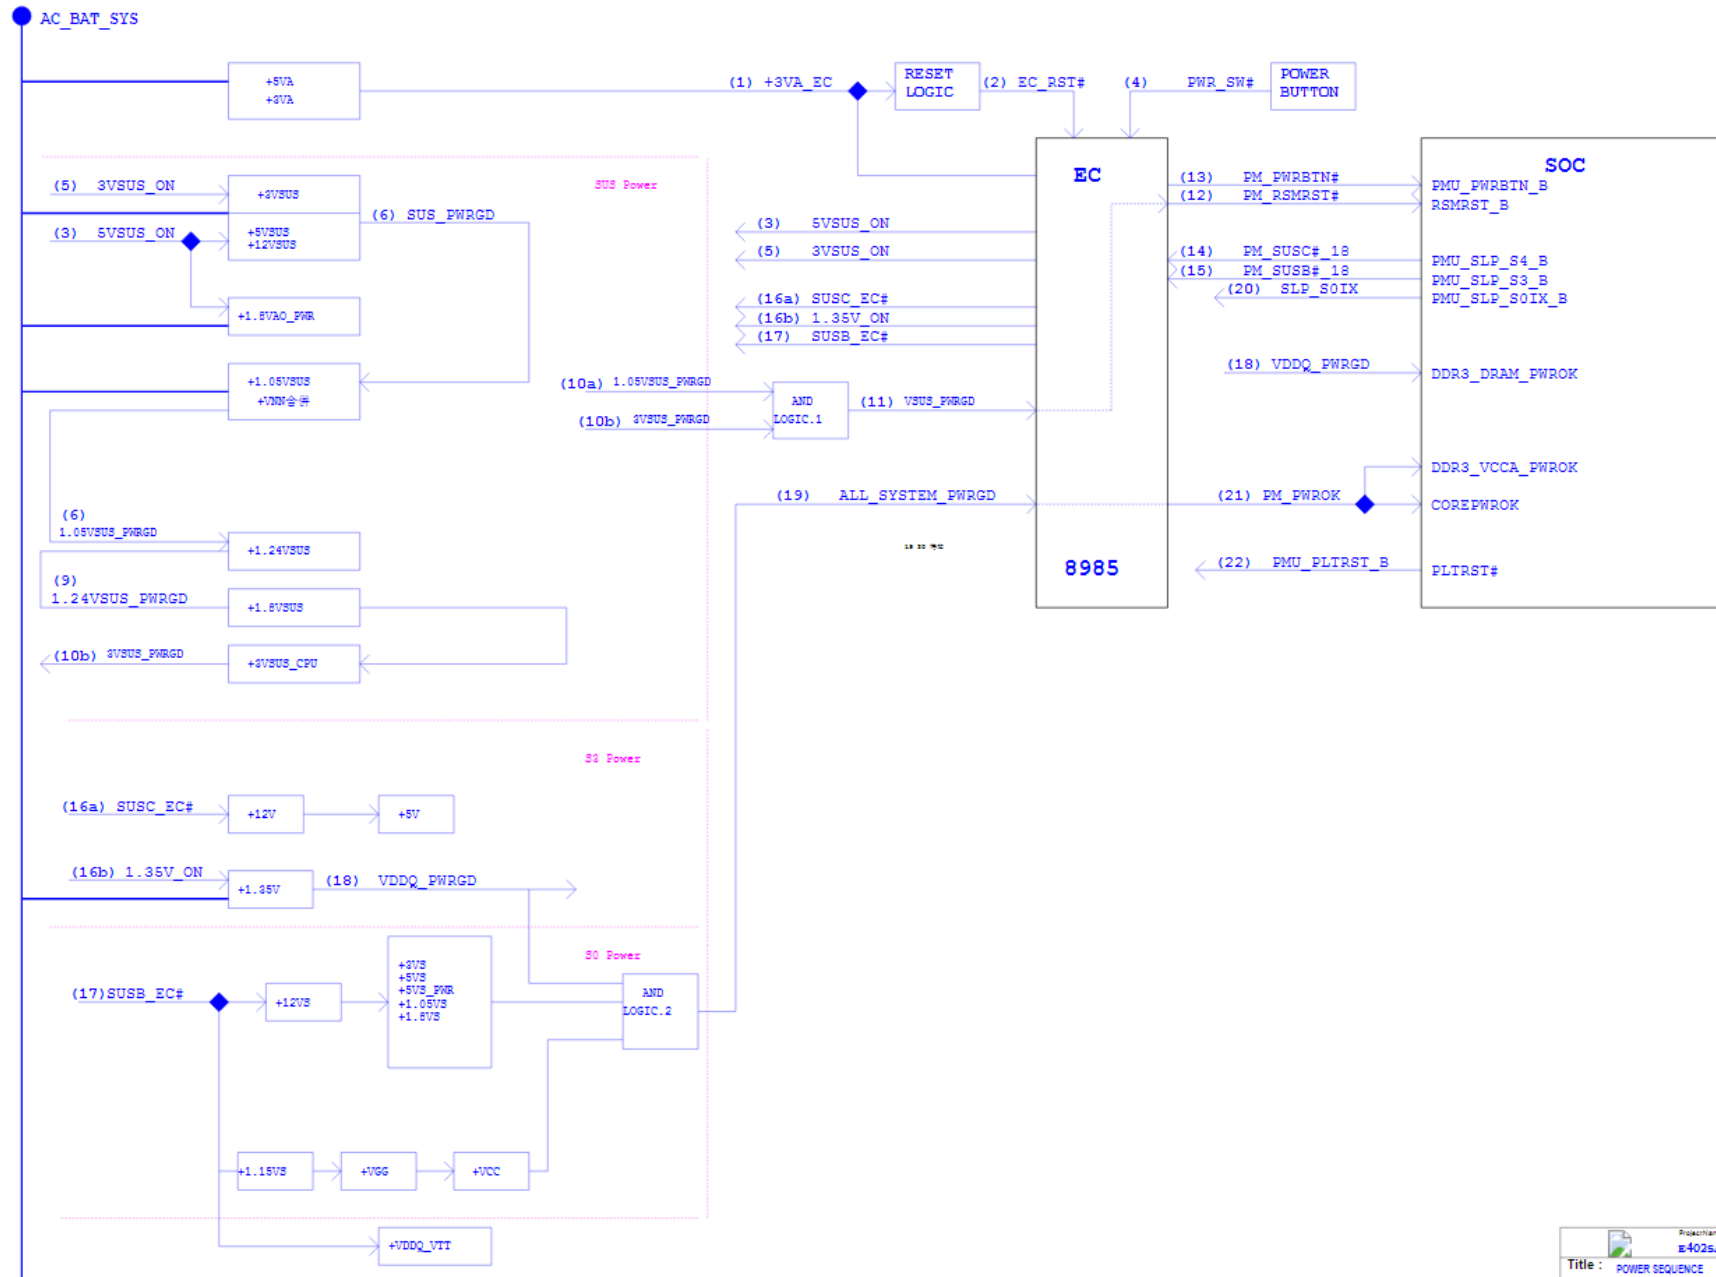 AC_BAT_SYS
+5VA
+3VA
(1) +3VA_EC
RESET
LOGIC
(2) EC_RST#
(4) PWR_SW#
POWER
BUTTON
SUS Power
(5) 3VSUS_ON
+3VSUS
(6) SUS_PWRGD
(3) 5VSUS_ON
+5VSUS
+12VSUS
+1.8VAO_PWR
+1.05VSUS
+VNN合併
(6)
1.05VSUS_PWRGD
+1.24VSUS
(9)
1.24VSUS_PWRGD
+1.8VSUS
(10b) 3VSUS_PWRGD
+3VSUS_CPU
EC
8985
(3) 5VSUS_ON
(5) 3VSUS_ON
(16a) SUSC_EC#
(16b) 1.35V_ON
(17) SUSB_EC#
(10a) 1.05VSUS_PWRGD
(10b) 3VSUS_PWRGD
AND
LOGIC.1
(11) VSUS_PWRGD
(19) ALL_SYSTEM_PWRGD
(13) PM_PWRBTN#
(12) PM_RSMRST#
(14) PM_SUSC#_18
(15) PM_SUSB#_18
(20) SLP_S0IX
(18) VDDQ_PWRGD
(21) PM_PWROK
(22) PMU_PLTRST_B
SOC
PMU_PWRBTN_B
RSMRST_B
PMU_SLP_S4_B
PMU_SLP_S3_B
PMU_SLP_S0IX_B
DDR3_DRAM_PWROK
DDR3_VCCA_PWROK
COREPWROK
PLTRST#
S3 Power
(16a) SUSC_EC#
+12V
+5V
(16b) 1.35V_ON
+1.35V
(18) VDDQ_PWRGD
S0 Power
(17)SUSB_EC#
+12VS
+3VS
+5VS
+5VS_PWR
+1.05VS
+1.8VS
AND
LOGIC.2
+1.15VS
+VGG
+VCC
+VDDQ_VTT
E402S
Title :
POWER SEQUENCE